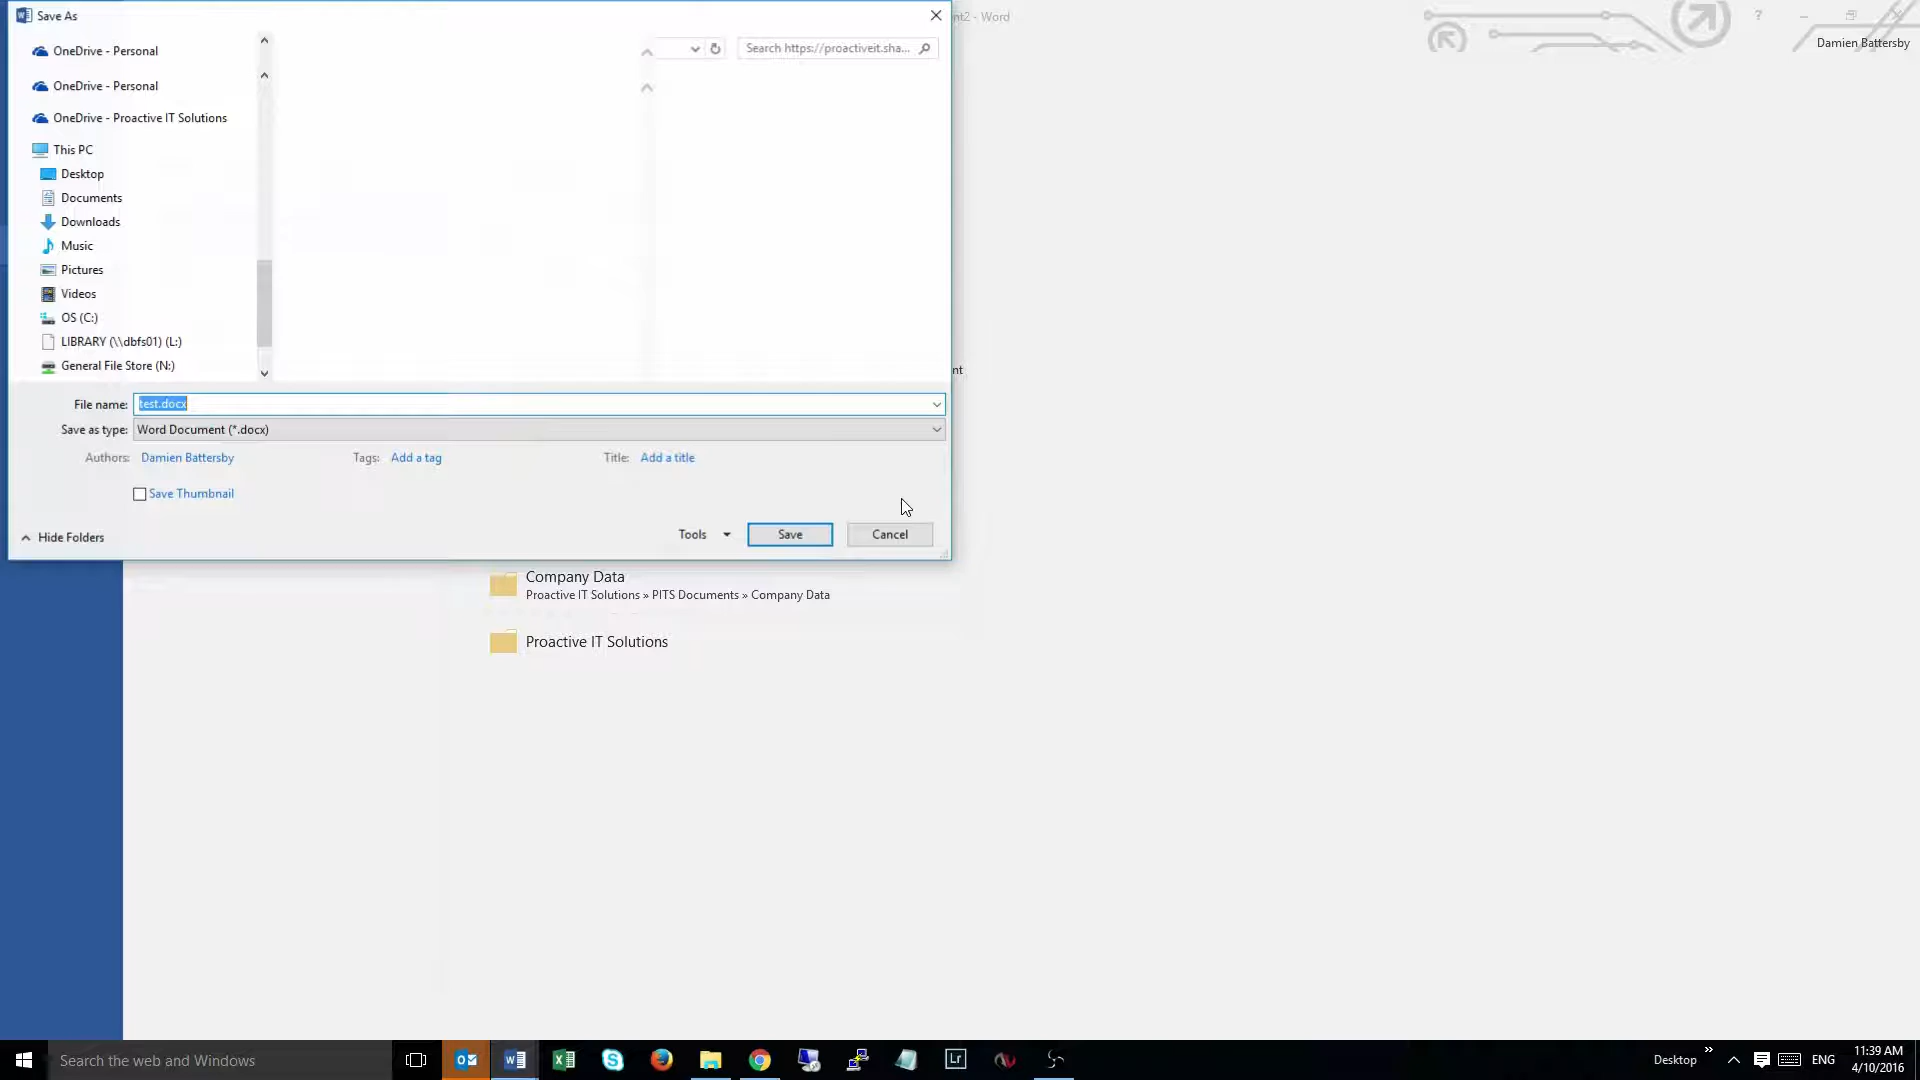 Save As
nt2 - Word
?
Damien Battersby
OneDrive - Personal
Search https://proactiveit.sha...
OneDrive - Personal
OneDrive - Proactive IT Solutions
This PC
Desktop
Documents
Downloads
Music
Pictures
Videos
OS (C:)
LIBRARY (\\dbfs01) (L:)
General File Store (N:)
nt
File name: test.docx
Save as type: Word Document (*.docx)
Authors: Damien Battersby Tags: Add a tag Title: Add a title
Save Thumbnail
Hide Folders Tools Save Cancel
Company Data
Proactive IT Solutions » PITS Documents » Company Data
Proactive IT Solutions
Search the web and Windows
Lr
Desktop » ENG
11:39 AM
4/10/2016